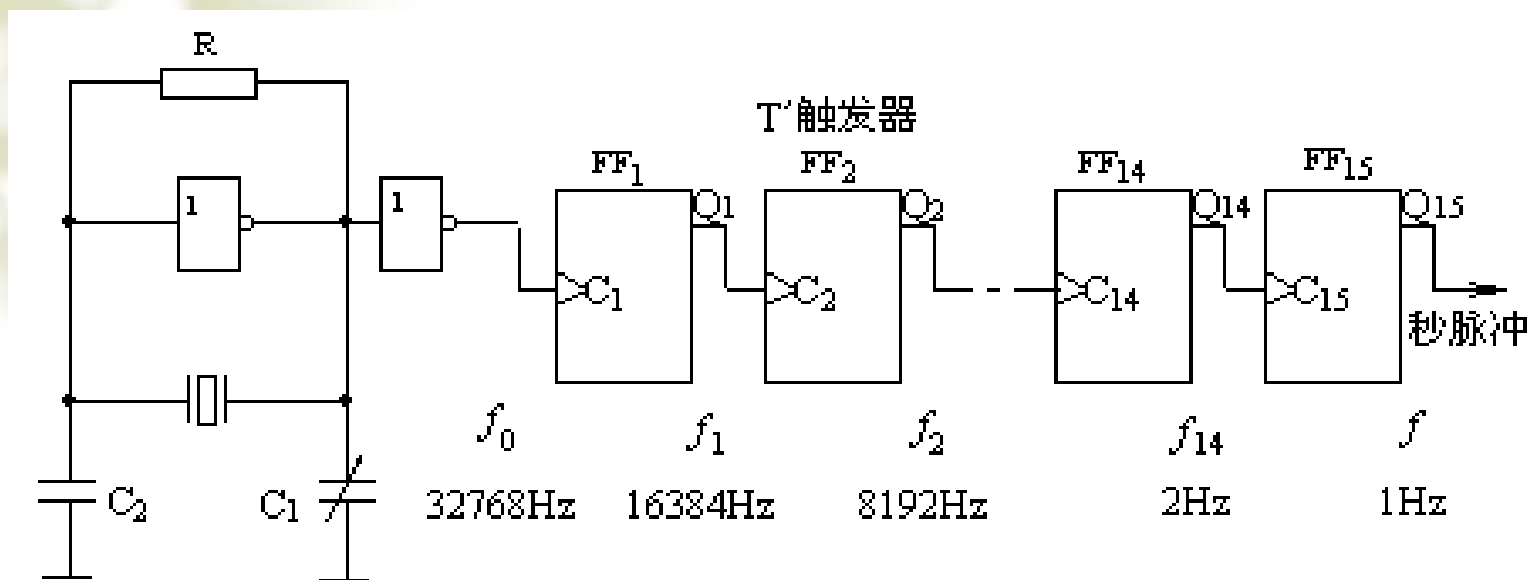 R
T′触发器
FF₁ FF₂ FF₁₄ FF₁₅
1 1 Q₁ Q₂ Q₁₄ Q₁₅
C₁ C₂ C₁₄ C₁₅
秒脉冲
f₀ f₁ f₂ f₁₄ f
C₂ C₁ 32768Hz 16384Hz 8192Hz 2Hz 1Hz